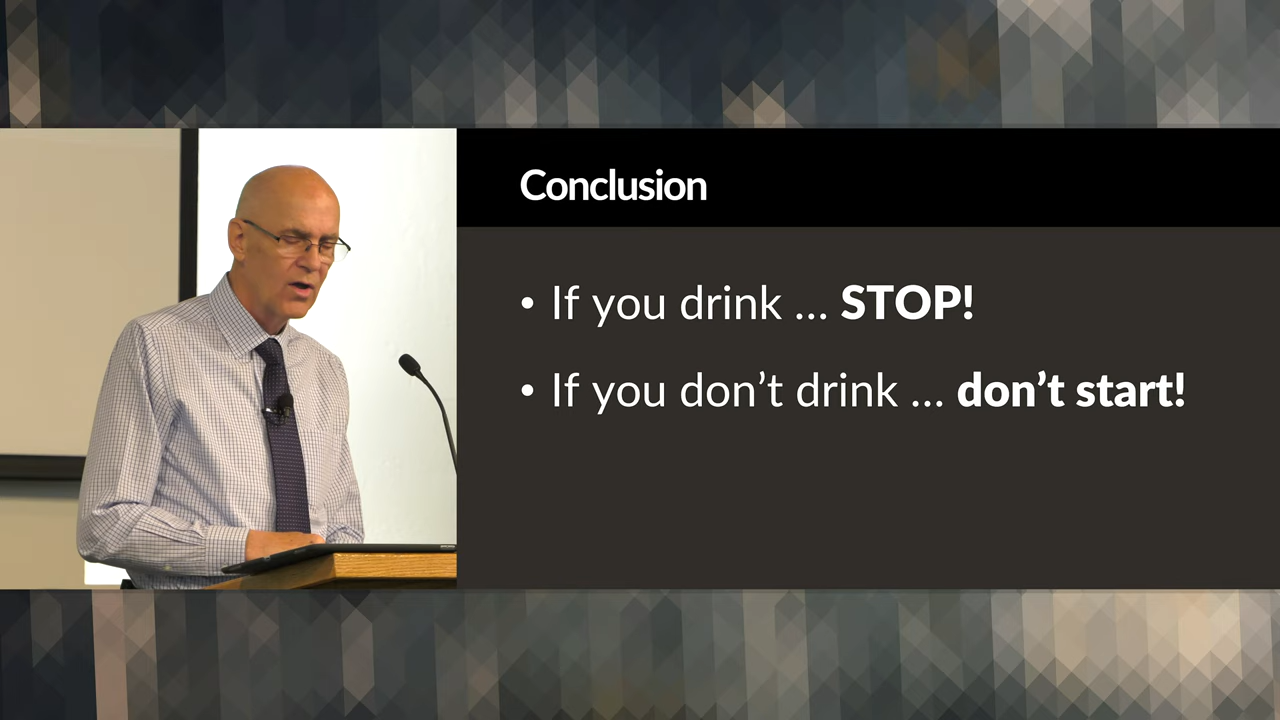 Conclusion
• If you drink ... STOP!
• If you don’t drink ... don’t start!